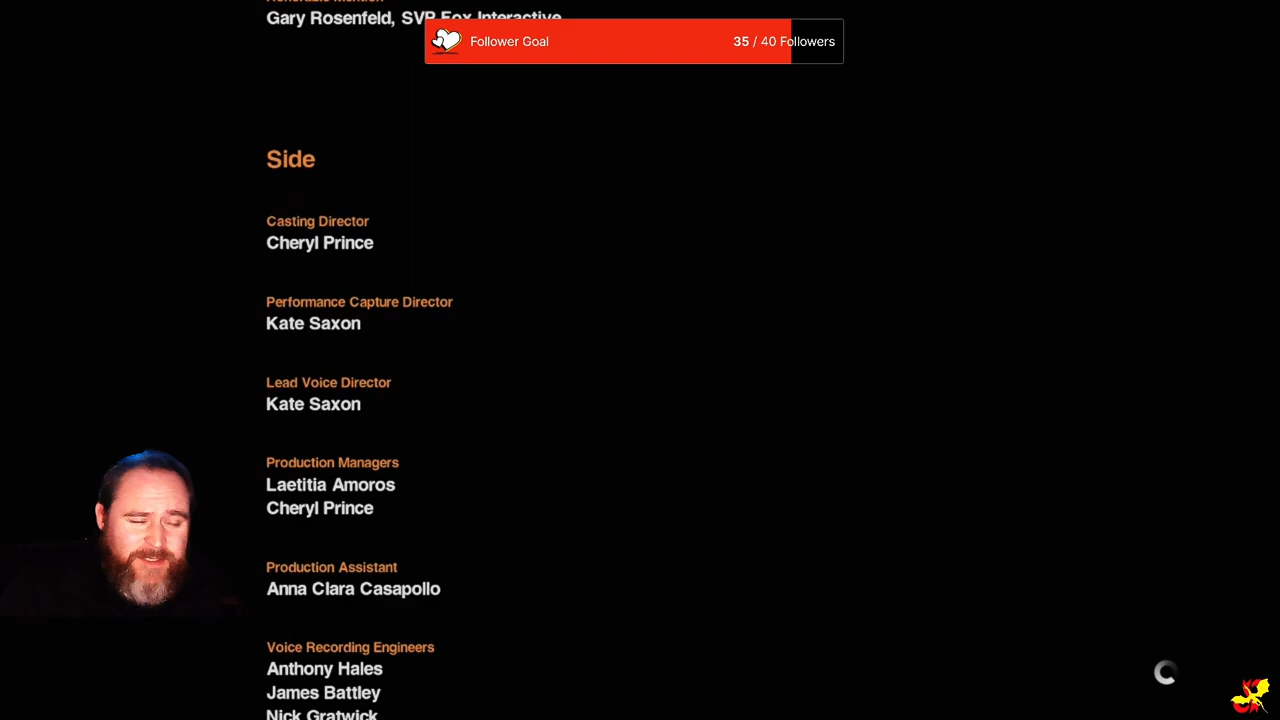 Gary Rosenfeld, SVP Fox Interactive
Follower Goal
35 / 40 Followers
Side
Casting Director
Cheryl Prince
Performance Capture Director
Kate Saxon
Lead Voice Director
Kate Saxon
Production Managers
Laetitia Amoros
Cheryl Prince
Production Assistant
Anna Clara Casapollo
Voice Recording Engineers
Anthony Hales
James Battley
Nick Gratwick